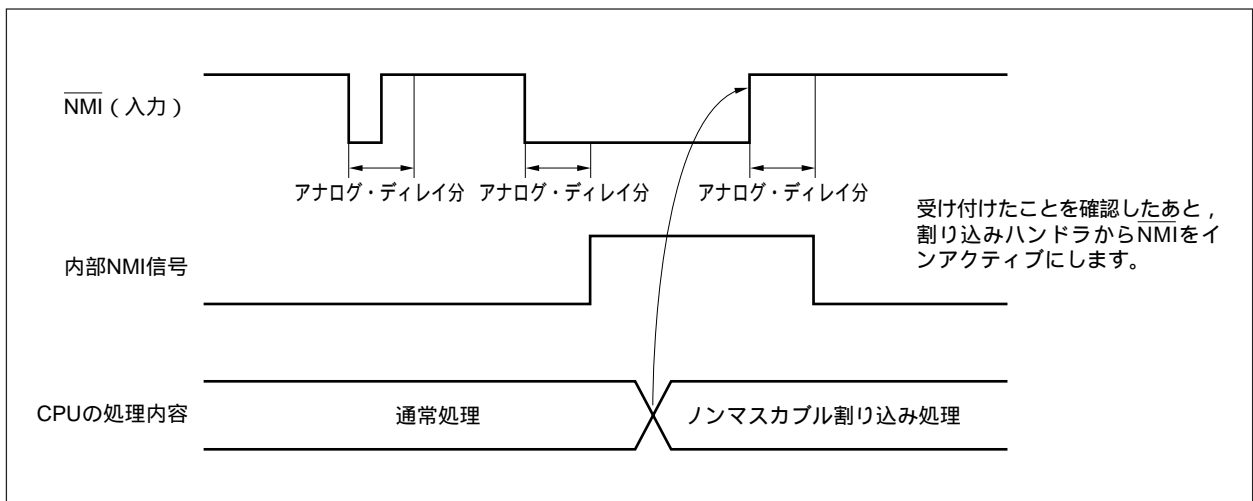 NMI（入力）
アナログ・ディレイ分 アナログ・ディレイ分 アナログ・ディレイ分
受け付けたことを確認したあと，
割り込みハンドラからNMIをイ
ンアクティブにします。
内部NMI信号
CPUの処理内容 通常処理 ノンマスカブル割り込み処理